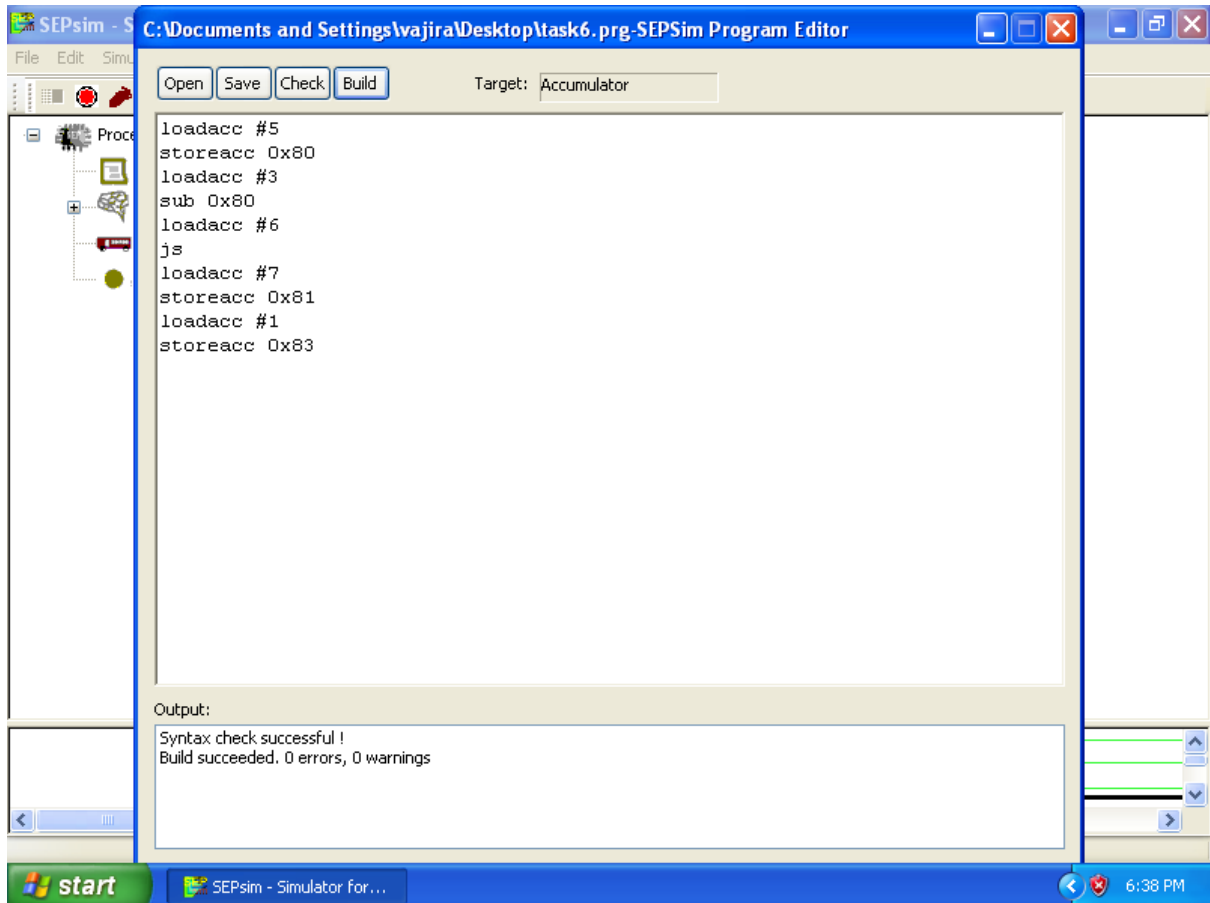 SEPsim - S
C:\Documents and Settings\vajira\Desktop\task6.prg-SEPSim Program Editor
File Edit Simu
Open Save Check Build Target: Accumulator
Proce
loadacc #5
storeacc 0x80
loadacc #3
sub 0x80
loadacc #6
js
loadacc #7
storeacc 0x81
loadacc #1
storeacc 0x83
Output:
Syntax check successful !
Build succeeded. 0 errors, 0 warnings
start SEPsim - Simulator for... 6:38 PM